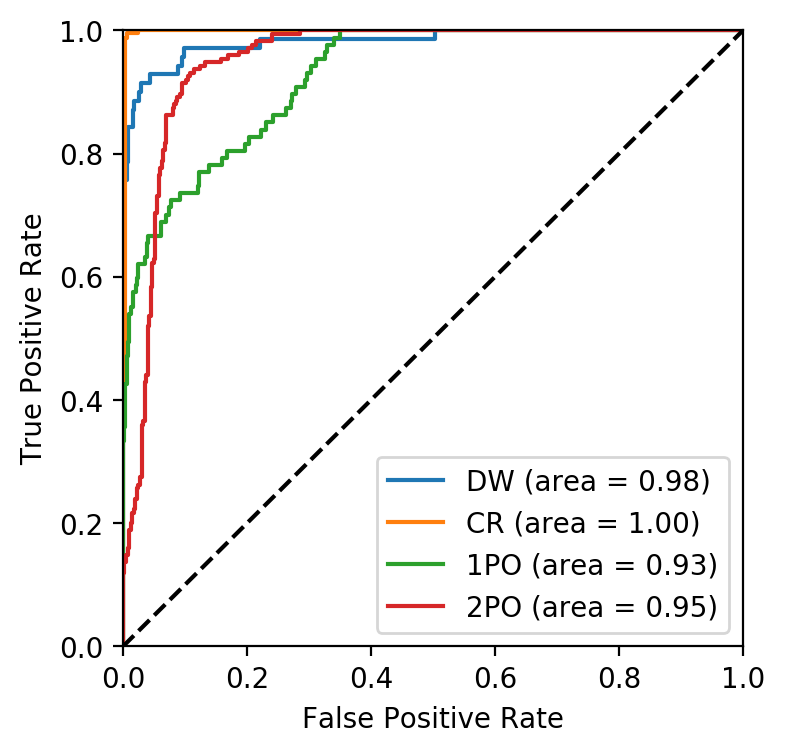 1.0
0.8
0.6
0.4
0.2
0.0
True Positive Rate
DW (area = 0.98)
CR (area = 1.00)
1PO (area = 0.93)
2PO (area = 0.95)
0.0 0.2 0.4 0.6 0.8 1.0
False Positive Rate